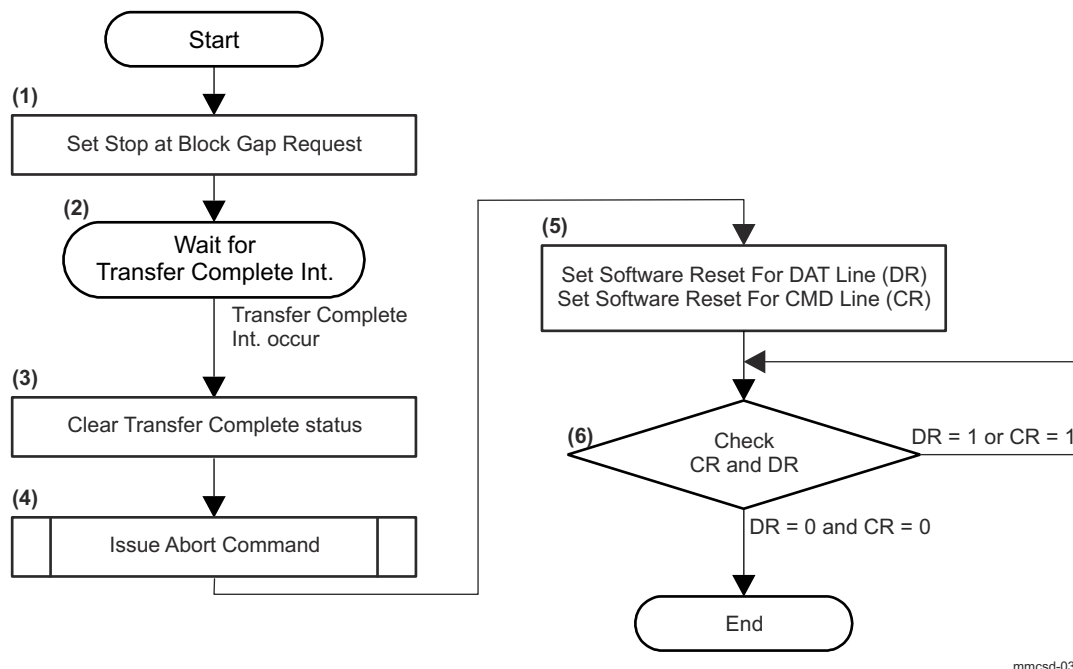 Start
(1)
Set Stop at Block Gap Request
(2)
Wait for
Transfer Complete Int.
Transfer Complete
Int. occur
(3)
Clear Transfer Complete status
(4)
Issue Abort Command
(5)
Set Software Reset For DAT Line (DR)
Set Software Reset For CMD Line (CR)
(6)
Check
CR and DR
DR = 1 or CR = 1
DR = 0 and CR = 0
End
mmcsd-03